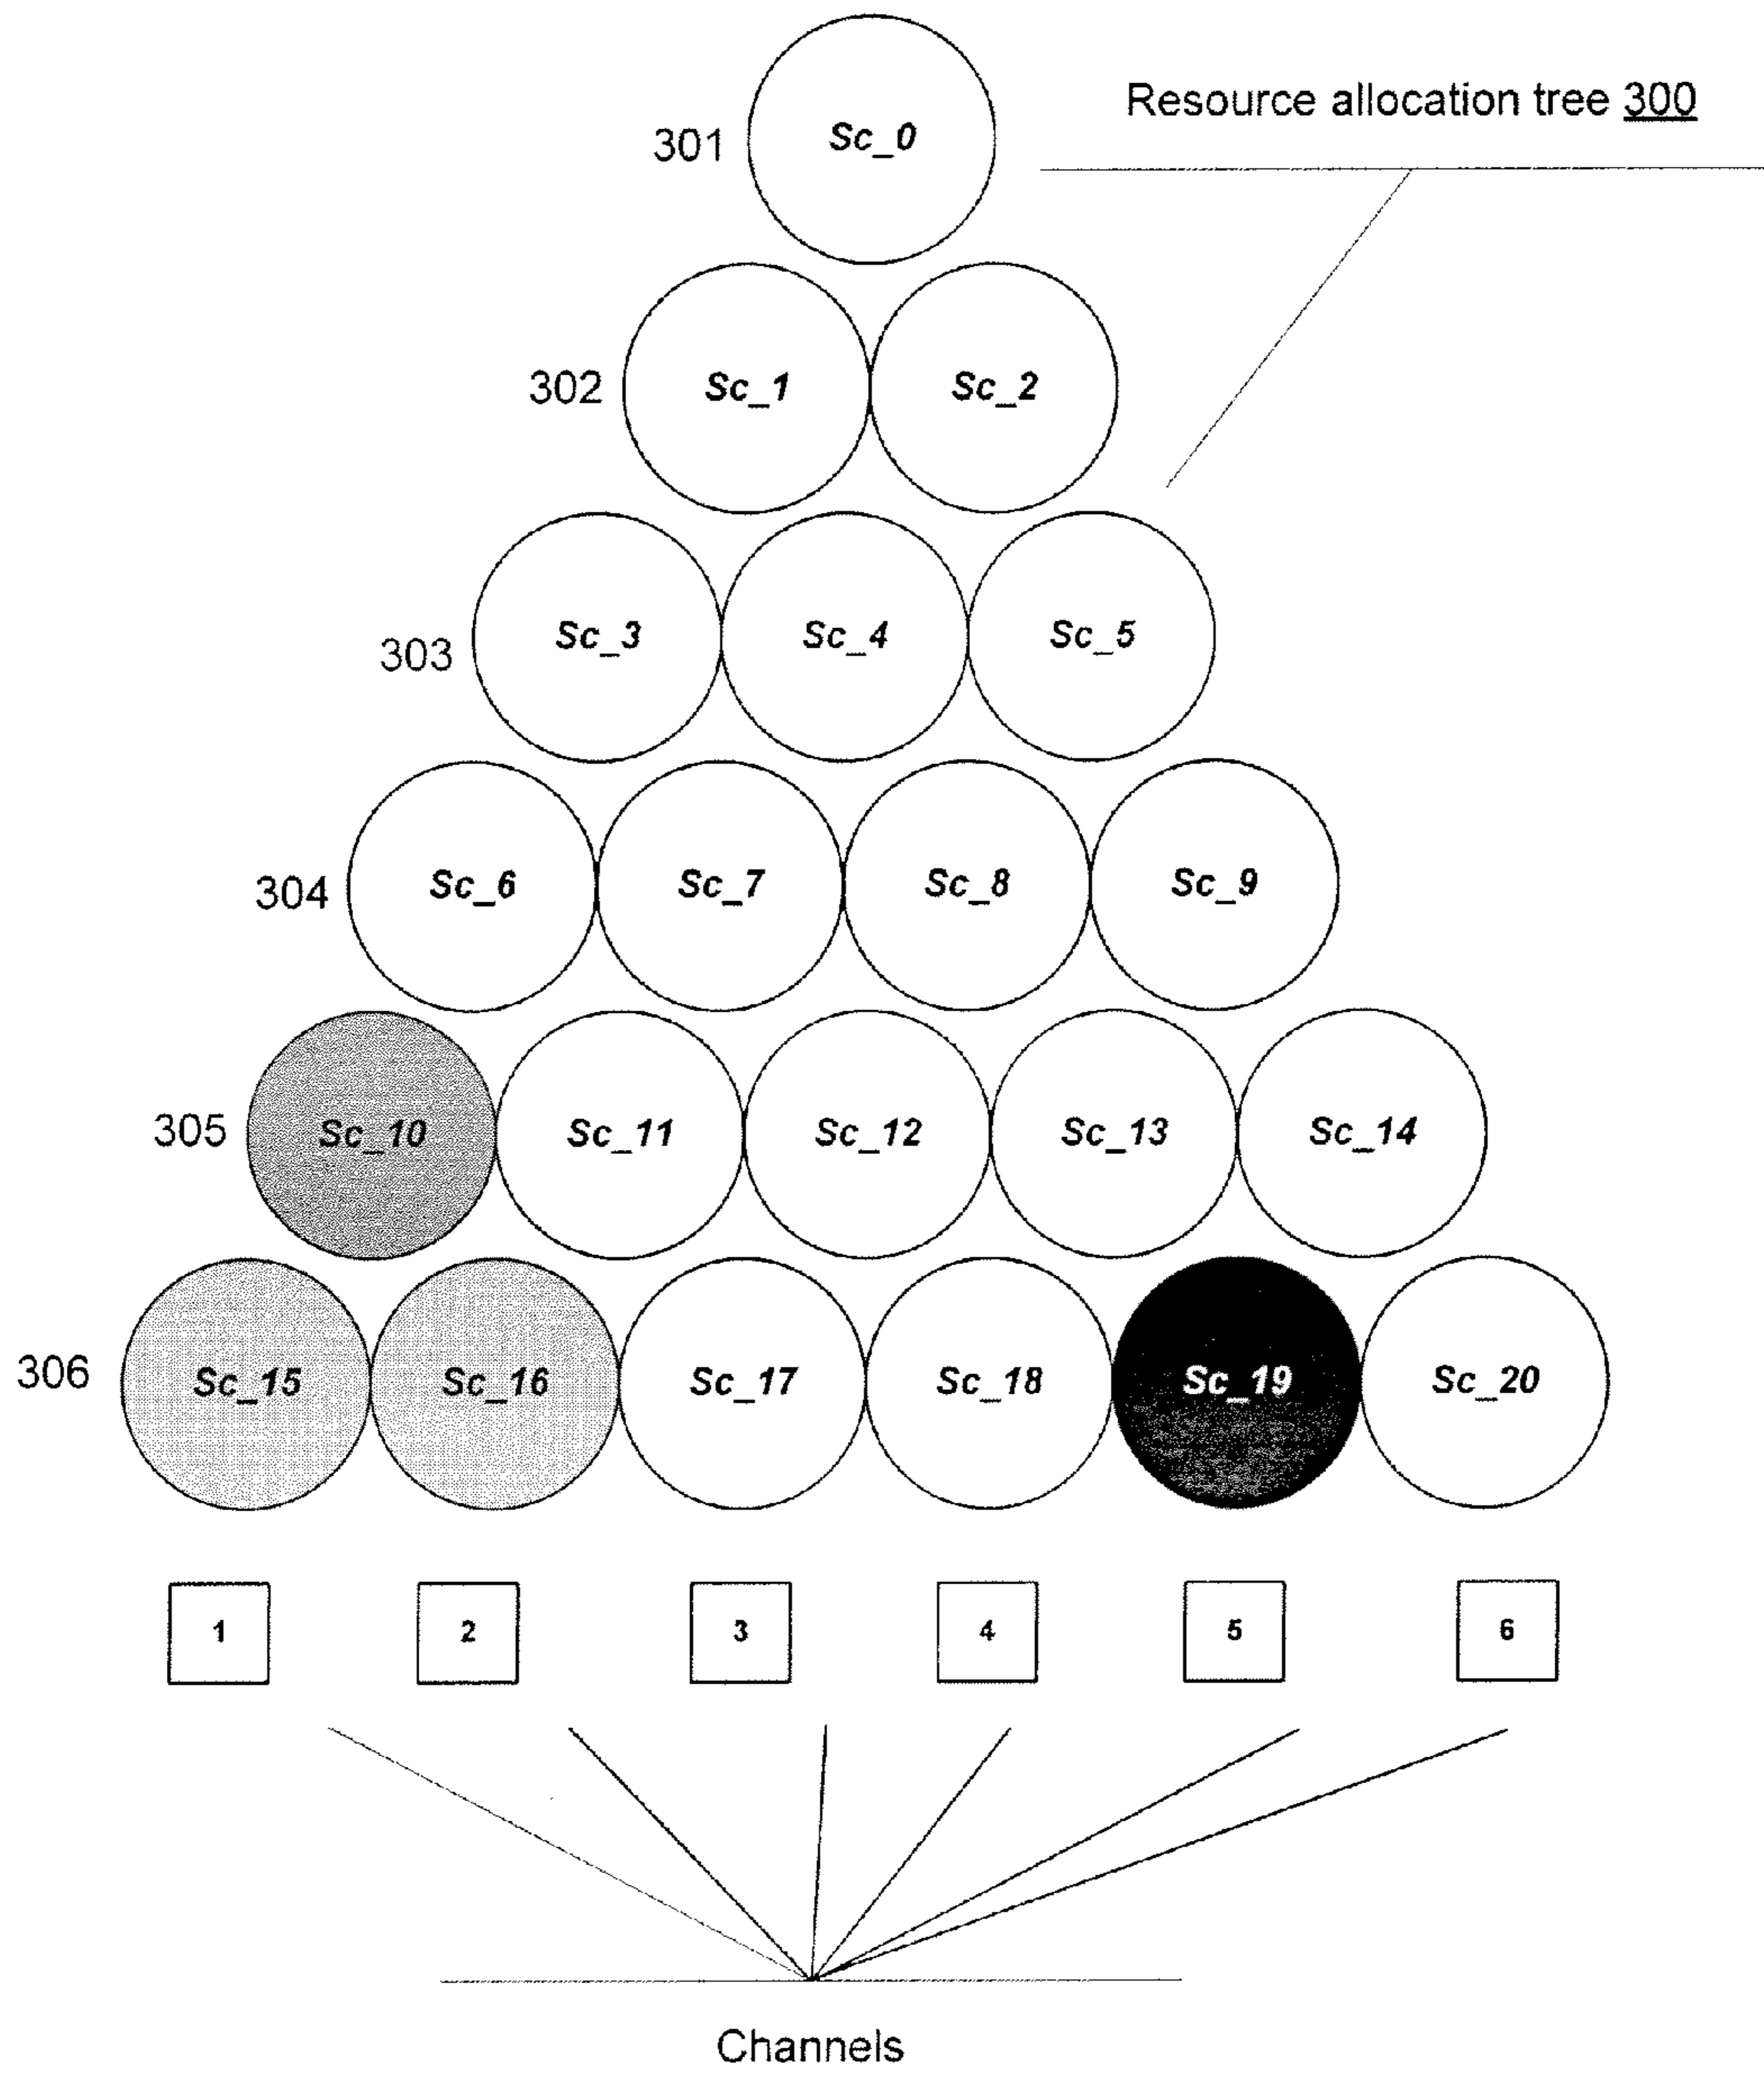 Resource allocation tree 300
301 Sc_0
302 Sc_1 Sc_2
303 Sc_3 Sc_4 Sc_5
304 Sc_6 Sc_7 Sc_8 Sc_9
305 Sc_10 Sc_11 Sc_12 Sc_13 Sc_14
306 Sc_15 Sc_16 Sc_17 Sc_18 Sc_19 Sc_20
1 2 3 4 5 6
Channels